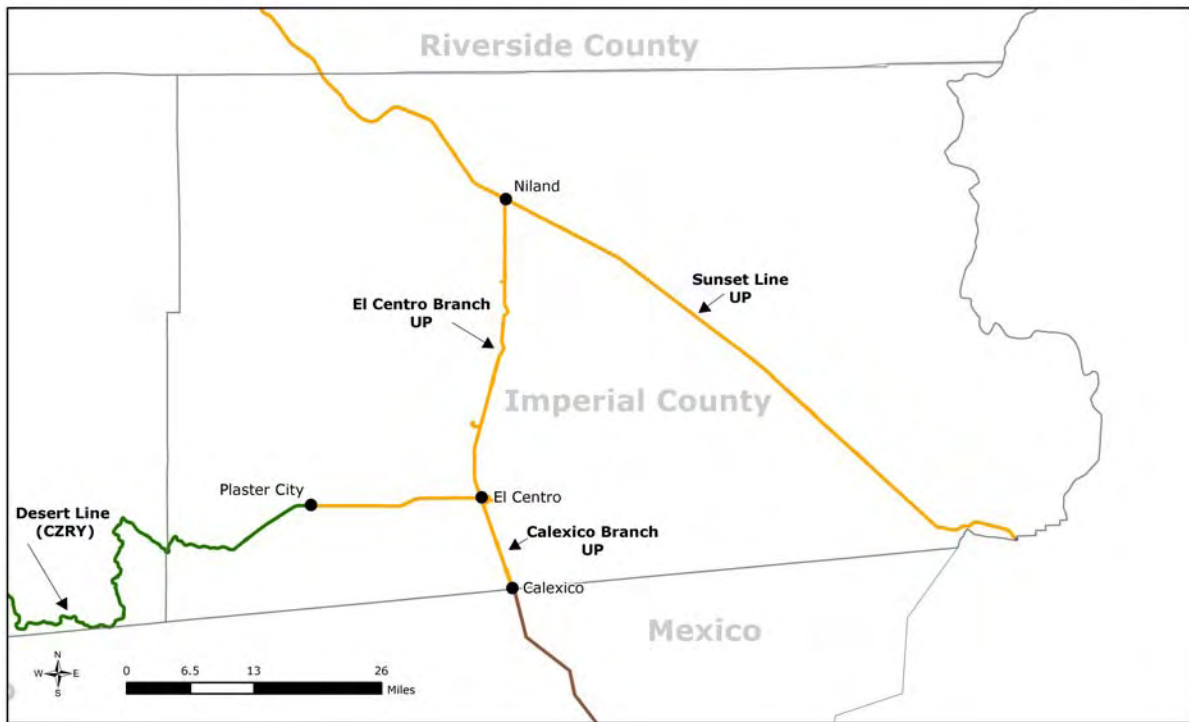 Riverside County
Niland
Sunset Line
UP
El Centro Branch
UP
Imperial County
Plaster City
El Centro
Desert Line
(CZRY)
Calexico Branch
UP
Calexico
Mexico
N
W E
S
0 6.5 13 26
Miles